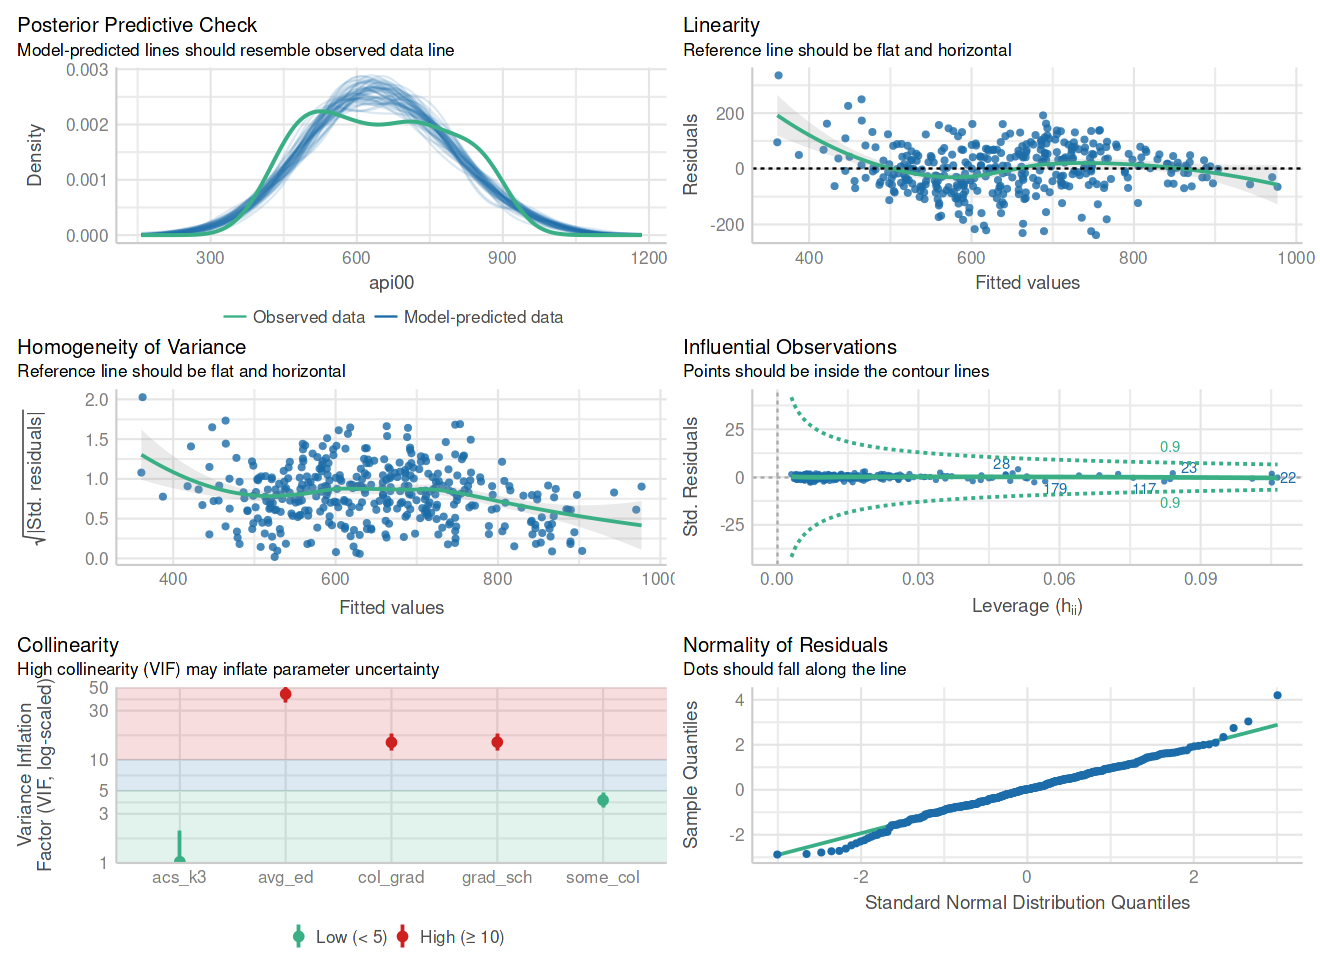 Posterior Predictive Check
Model-predicted lines should resemble observed data line
0.003
0.002
0.001
0.000
Density
300 600 900 1200
api00
Observed data Model-predicted data
Linearity
Reference line should be flat and horizontal
200
0
-200
Residuals
400 600 800 1000
Fitted values
Homogeneity of Variance
Reference line should be flat and horizontal
2.0
1.5
1.0
0.5
0.0
√|Std. residuals|
400 600 800 1000
Fitted values
Influential Observations
Points should be inside the contour lines
25
0
-25
Std. Residuals
0.9
28
23
22
179
117
0.9
0.00 0.03 0.06 0.09
Leverage (hii)
Collinearity
High collinearity (VIF) may inflate parameter uncertainty
50
30
10
5
3
1
Variance Inflation
Factor (VIF, log-scaled)
acs_k3 avg_ed col_grad grad_sch some_col
Low (< 5) High (≥ 10)
Normality of Residuals
Dots should fall along the line
4
2
0
-2
Sample Quantiles
-2 0 2
Standard Normal Distribution Quantiles